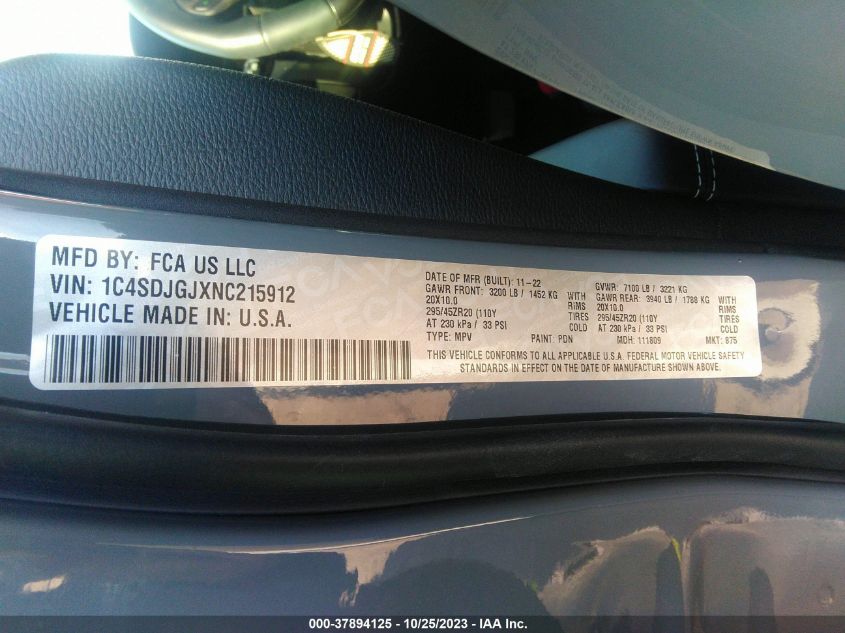 MFD BY: FCA US LLC
VIN: 1C4SDJGJXNC215912
VEHICLE MADE IN: U.S.A.
DATE OF MFR (BUILT): 11-22 GVWR: 7100 LB / 3221 KG
GAWR FRONT: 3200 LB / 1452 KG WITH GAWR REAR: 3940 LB / 1788 KG WITH
20X10.0 RIMS 20X10.0 RIMS
295/45ZR20 (110Y TIRES 295/45ZR20 (110Y TIRES
AT 230 kPa / 33 PSI COLD AT 230 kPa / 33 PSI COLD
TYPE: MPV PAINT: PDN MDH: 111809 MKT: 875
THIS VEHICLE CONFORMS TO ALL APPLICABLE U.S.A. FEDERAL MOTOR VEHICLE SAFETY
STANDARDS IN EFFECT ON THE DATE OF MANUFACTURE SHOWN ABOVE.
000-37894125 - 10/25/2023 - IAA Inc.